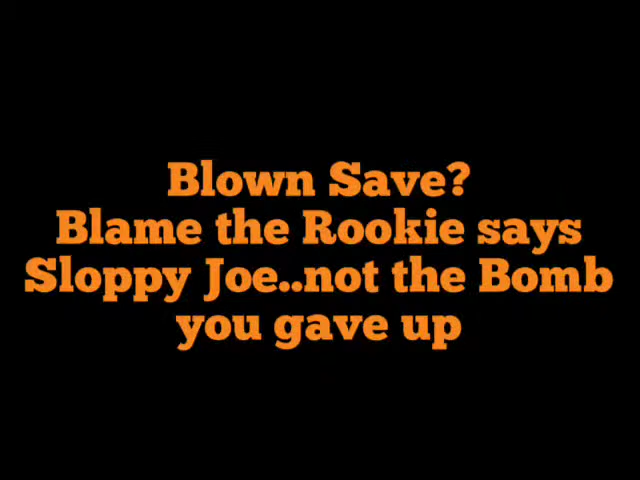 Blown Save?
Blame the Rookie says
Sloppy Joe..not the Bomb
you gave up